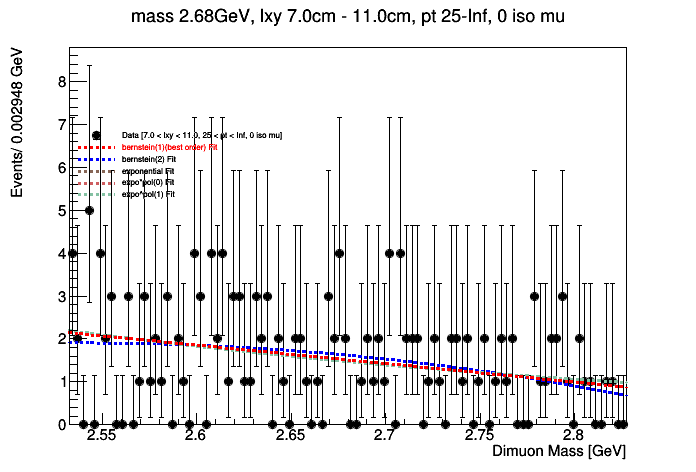 mass 2.68GeV, lxy 7.0cm - 11.0cm, pt 25-Inf, 0 iso mu
Events/ 0.002948 GeV
8
7
6
5
4
3
2
1
0
Data [7.0 < lxy < 11.0, 25 < pt < Inf, 0 iso mu]
bernstein(1)(best order) Fit
bernstein(2) Fit
exponential Fit
expo*pol(0) Fit
expo*pol(1) Fit
2.55 2.6 2.65 2.7 2.75 2.8
Dimuon Mass [GeV]